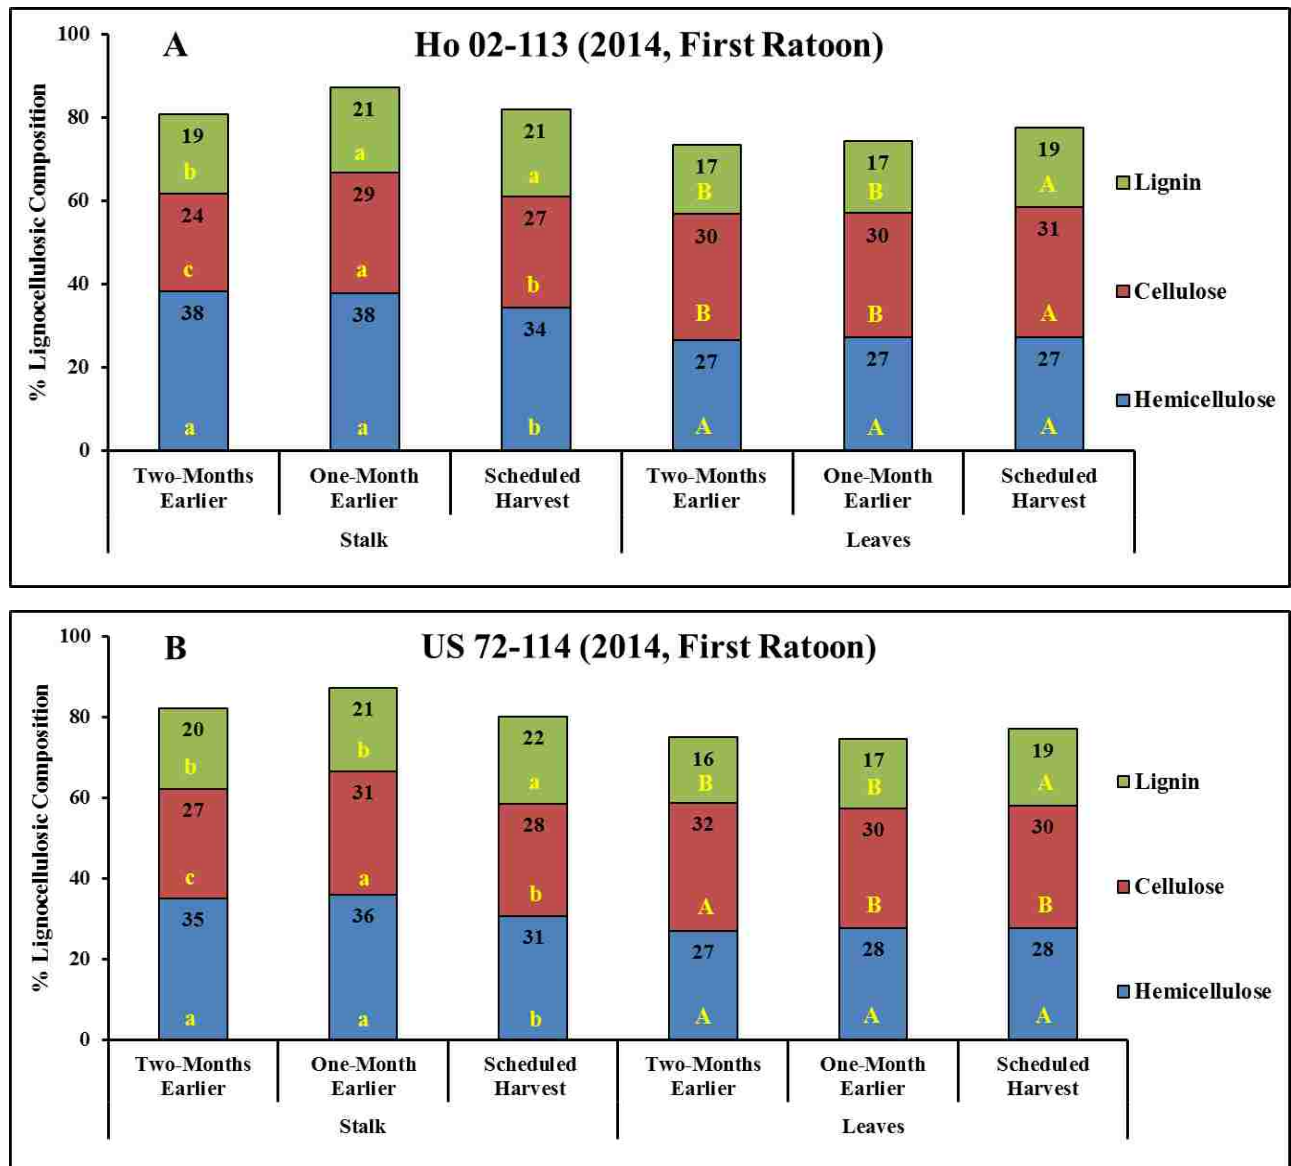 A
Ho 02-113 (2014, First Ratoon)
% Lignocellulosic Composition
100
80
60
40
20
0
19
b
24
c
38
a
21
a
29
a
38
a
21
a
27
b
34
b
17
B
30
B
27
A
17
B
30
B
27
A
19
A
31
A
27
A
Lignin
Cellulose
Hemicellulose
Two-Months
Earlier
One-Month
Earlier
Scheduled
Harvest
Two-Months
Earlier
One-Month
Earlier
Scheduled
Harvest
Stalk
Leaves
B
US 72-114 (2014, First Ratoon)
% Lignocellulosic Composition
100
80
60
40
20
0
20
b
27
c
35
a
21
b
31
a
36
a
22
a
28
b
31
b
16
B
32
A
27
A
17
B
30
B
28
A
19
A
30
B
28
A
Lignin
Cellulose
Hemicellulose
Two-Months
Earlier
One-Month
Earlier
Scheduled
Harvest
Two-Months
Earlier
One-Month
Earlier
Scheduled
Harvest
Stalk
Leaves